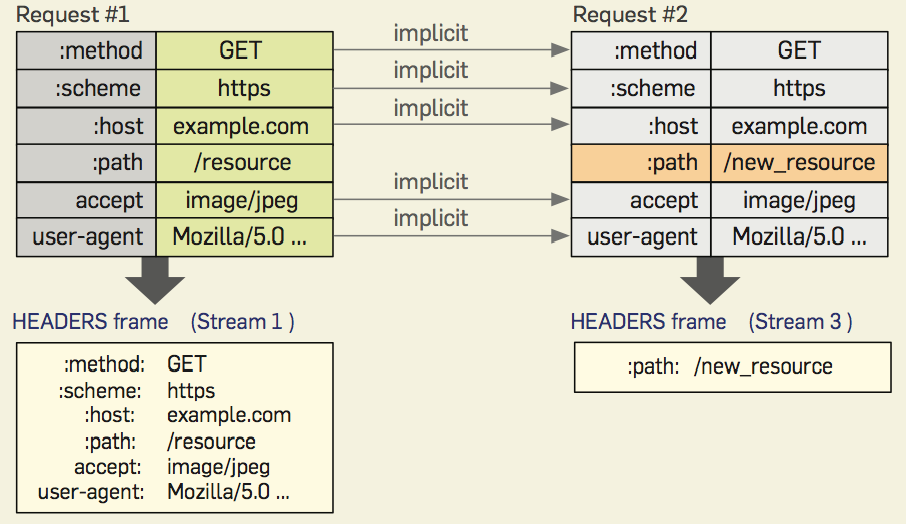 Request #1
:method GET
:scheme https
:host example.com
:path /resource
accept image/jpeg
user-agent Mozilla/5.0 ...
implicit
implicit
implicit
implicit
implicit
Request #2
:method GET
:scheme https
:host example.com
:path /new_resource
accept image/jpeg
user-agent Mozilla/5.0 ...
HEADERS frame (Stream 1 )
:method: GET
:scheme: https
:host: example.com
:path: /resource
accept: image/jpeg
user-agent: Mozilla/5.0 ...
HEADERS frame (Stream 3 )
:path: /new_resource